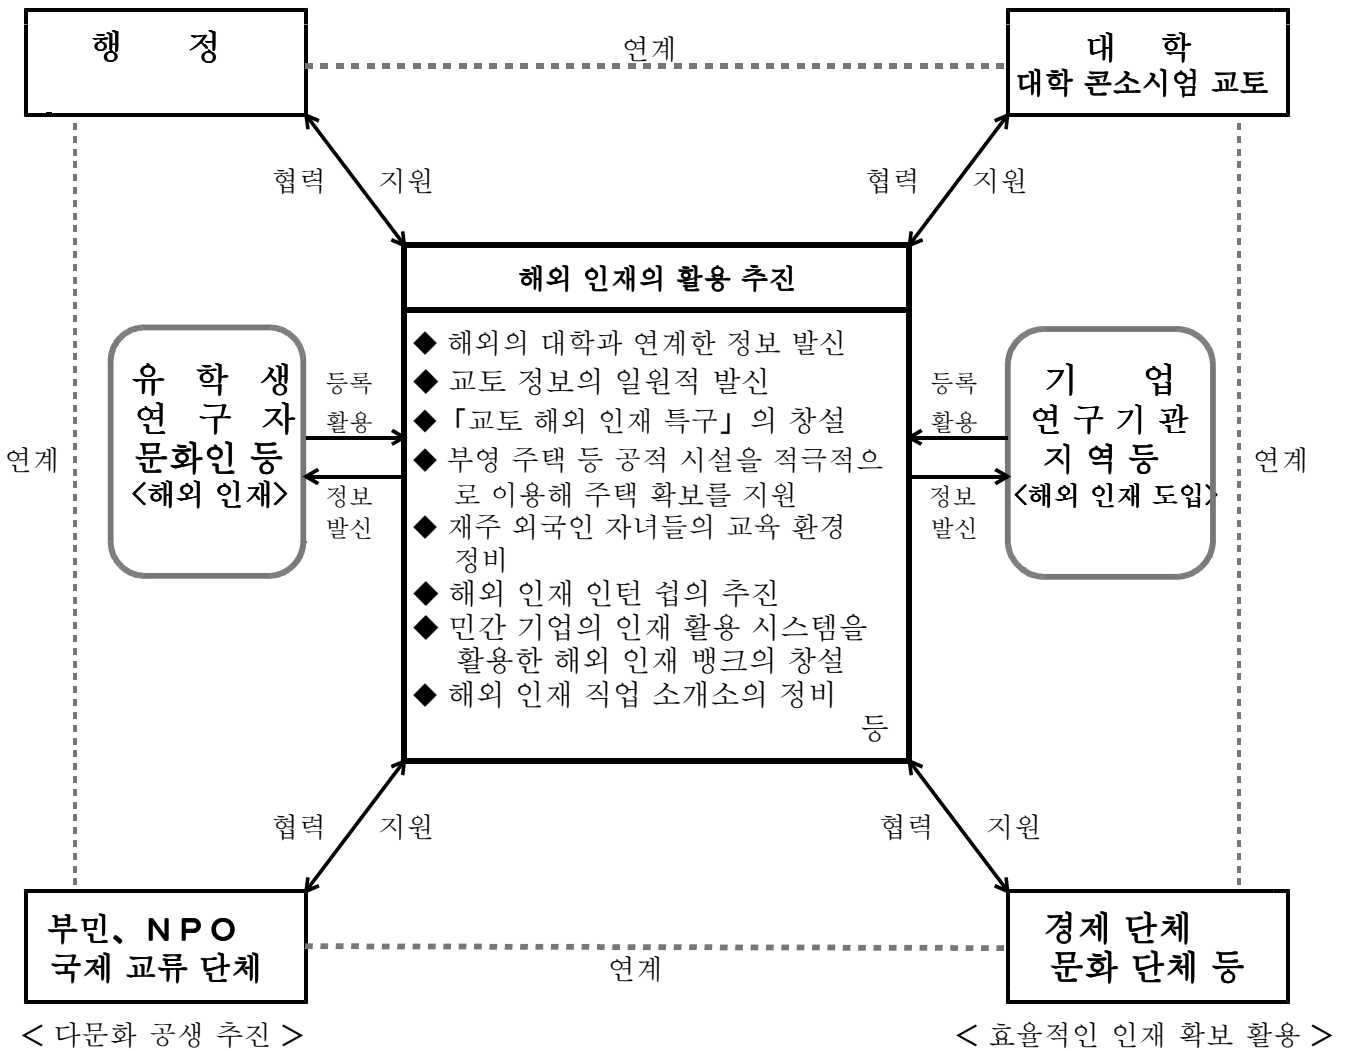 행 정
연계
대 학
대학 콘소시엄 교토
협력 지원
협력 지원
해외 인재의 활용 추진
◆ 해외의 대학과 연계한 정보 발신
◆ 교토 정보의 일원적 발신
◆ 「교토 해외 인재 특구」의 창설
◆ 부영 주택 등 공적 시설을 적극적으
로 이용해 주택 확보를 지원
◆ 재주 외국인 자녀들의 교육 환경
정비
◆ 해외 인재 인턴 쉽의 추진
◆ 민간 기업의 인재 활용 시스템을
활용한 해외 인재 뱅크의 창설
◆ 해외 인재 직업 소개소의 정비
등
연계
유 학 생
연 구 자
문화인 등
<해외 인재>
등록
활용
정보
발신
등록
활용
정보
발신
기 업
연 구 기 관
지 역 등
<해외 인재 도입>
연계
협력 지원
협력 지원
부민、NPO
국제 교류 단체
연계
경제 단체
문화 단체 등
< 다문화 공생 추진 >
< 효율적인 인재 확보 활용 >